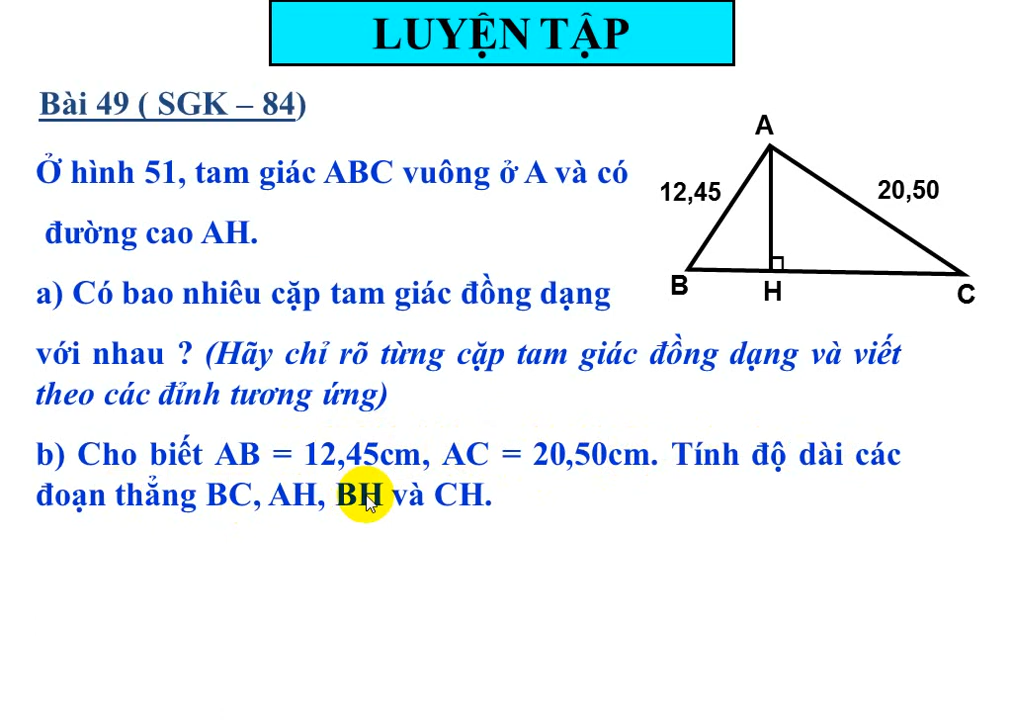 LUYỆN TẬP
Bài 49 ( SGK – 84)
Ở hình 51, tam giác ABC vuông ở A và có
đường cao AH.
a) Có bao nhiêu cặp tam giác đồng dạng
với nhau ? (Hãy chỉ rõ từng cặp tam giác đồng dạng và viết
theo các đỉnh tương ứng)
b) Cho biết AB = 12,45cm, AC = 20,50cm. Tính độ dài các
đoạn thẳng BC, AH, BH và CH.
A
12,45
20,50
B
H
C